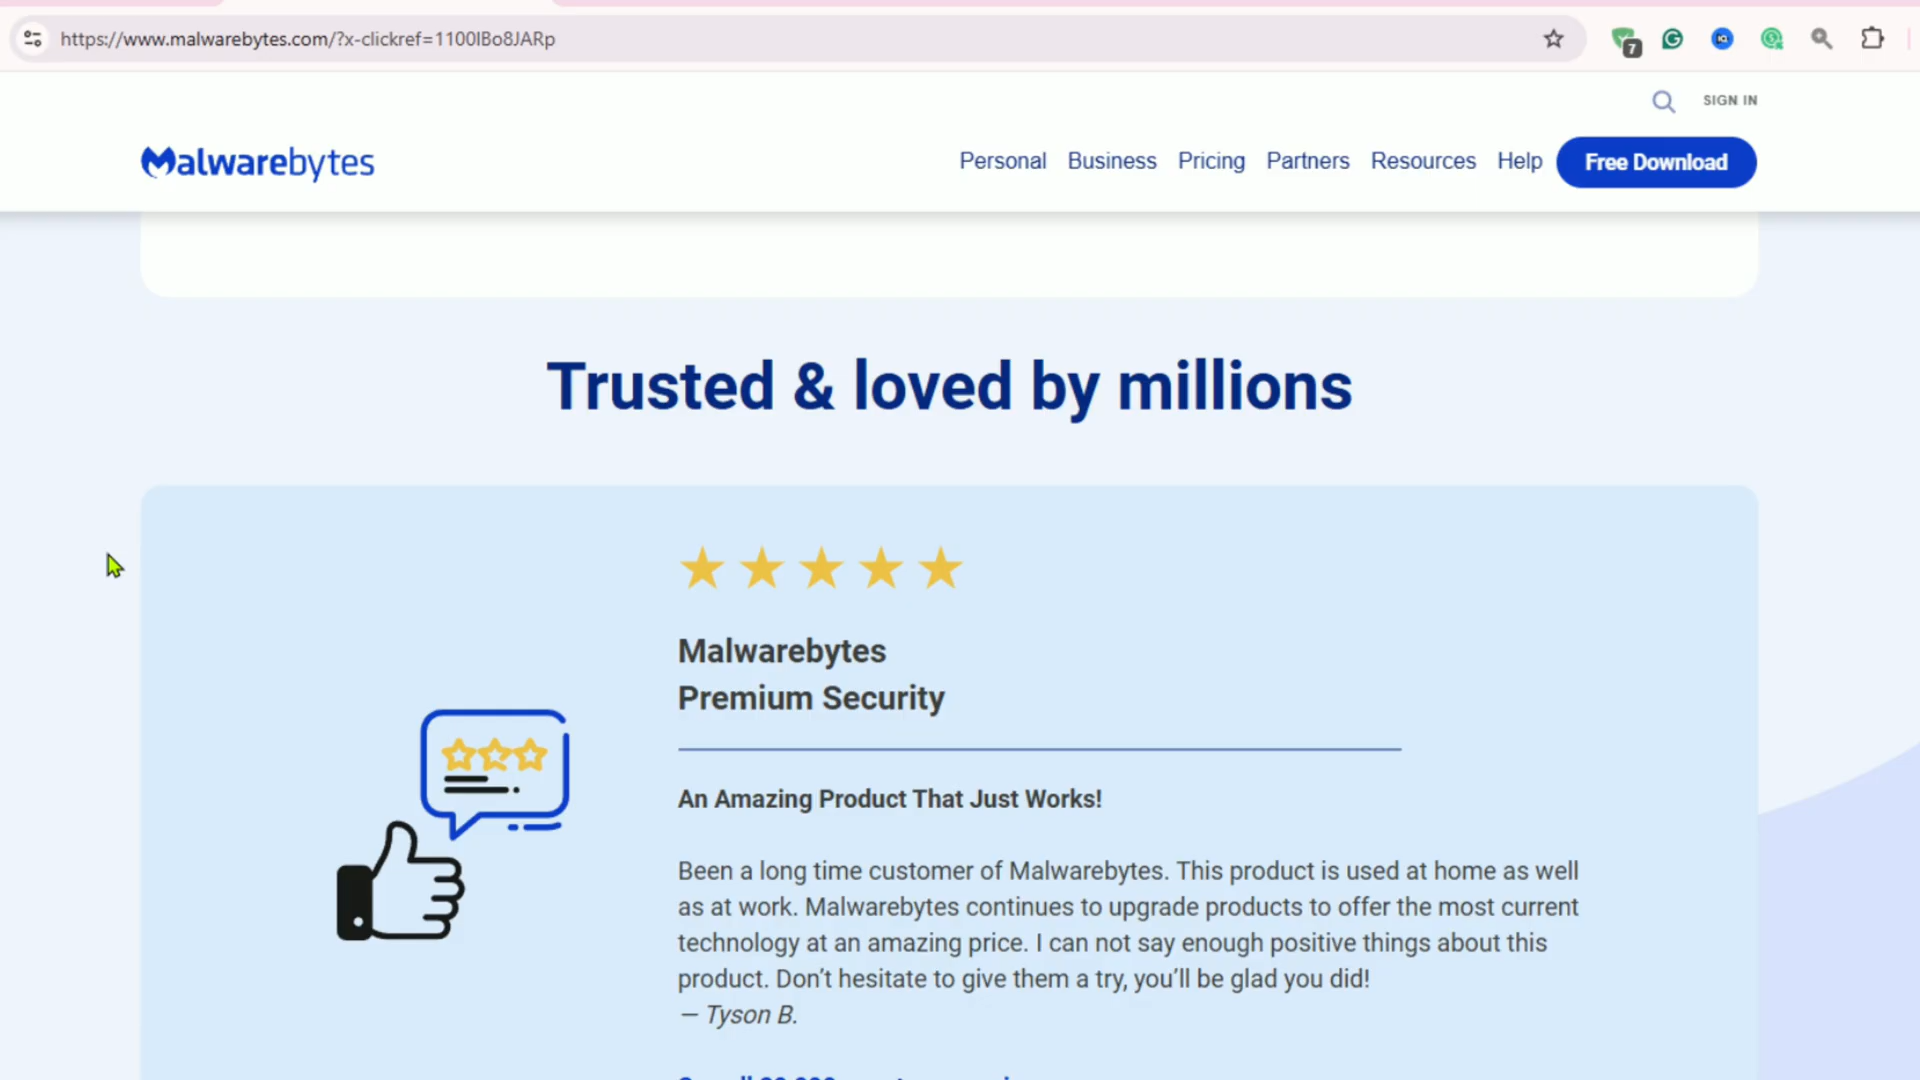 https://www.malwarebytes.com/?x-clickref=1100lBo8JARp
7
SIGN IN
Malwarebytes
Personal Business Pricing Partners Resources Help Free Download
Trusted & loved by millions
Malwarebytes
Premium Security
An Amazing Product That Just Works!
Been a long time customer of Malwarebytes. This product is used at home as well
as at work. Malwarebytes continues to upgrade products to offer the most current
technology at an amazing price. I can not say enough positive things about this
product. Don’t hesitate to give them a try, you’ll be glad you did!
— Tyson B.